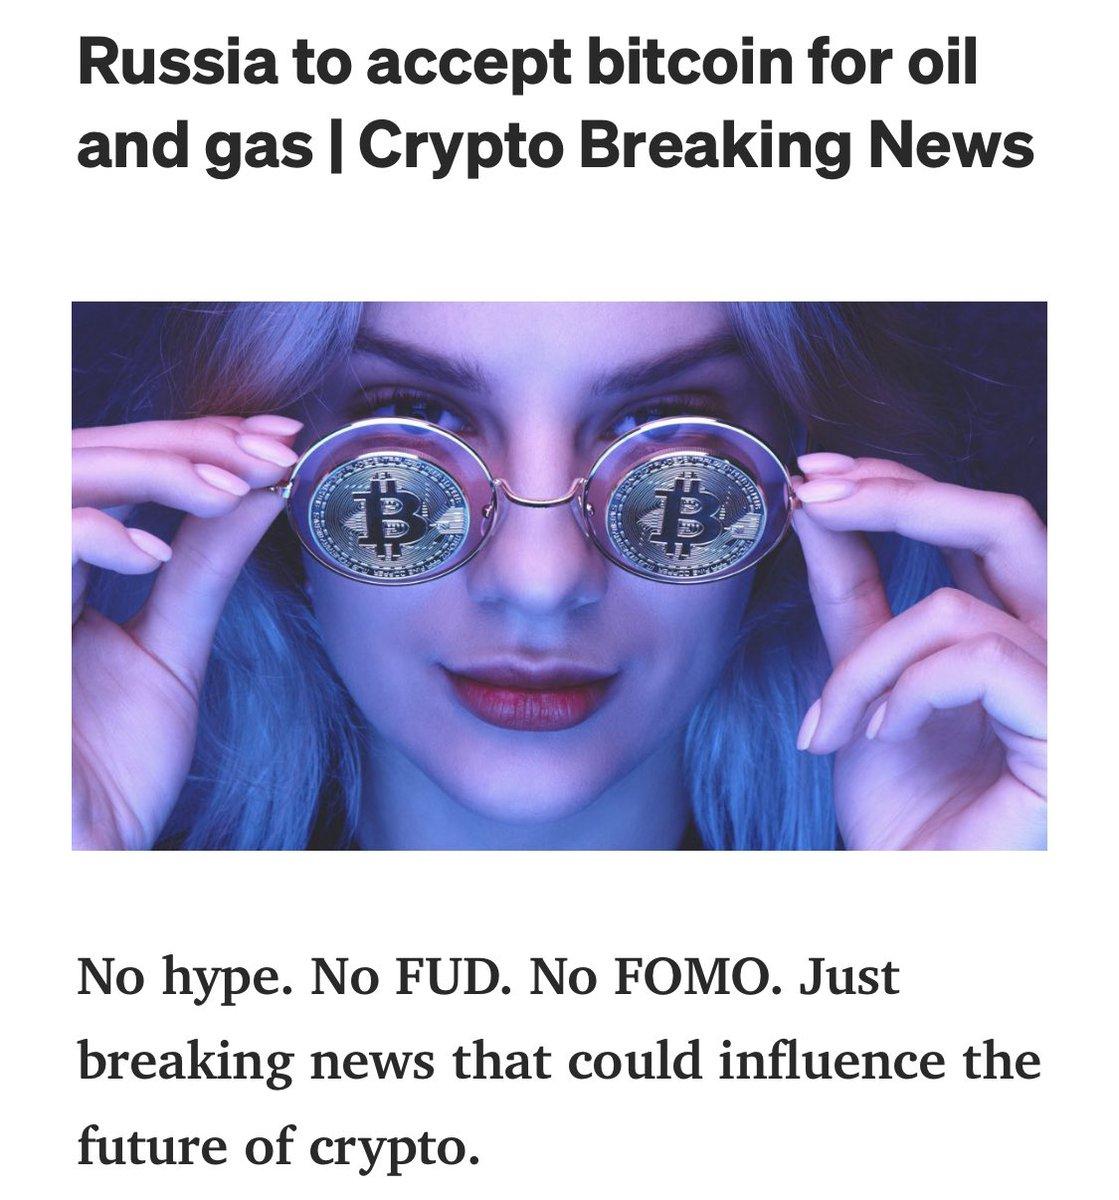 Russia to accept bitcoin for oil
and gas | Crypto Breaking News
No hype. No FUD. No FOMO. Just
breaking news that could influence the
future of crypto.